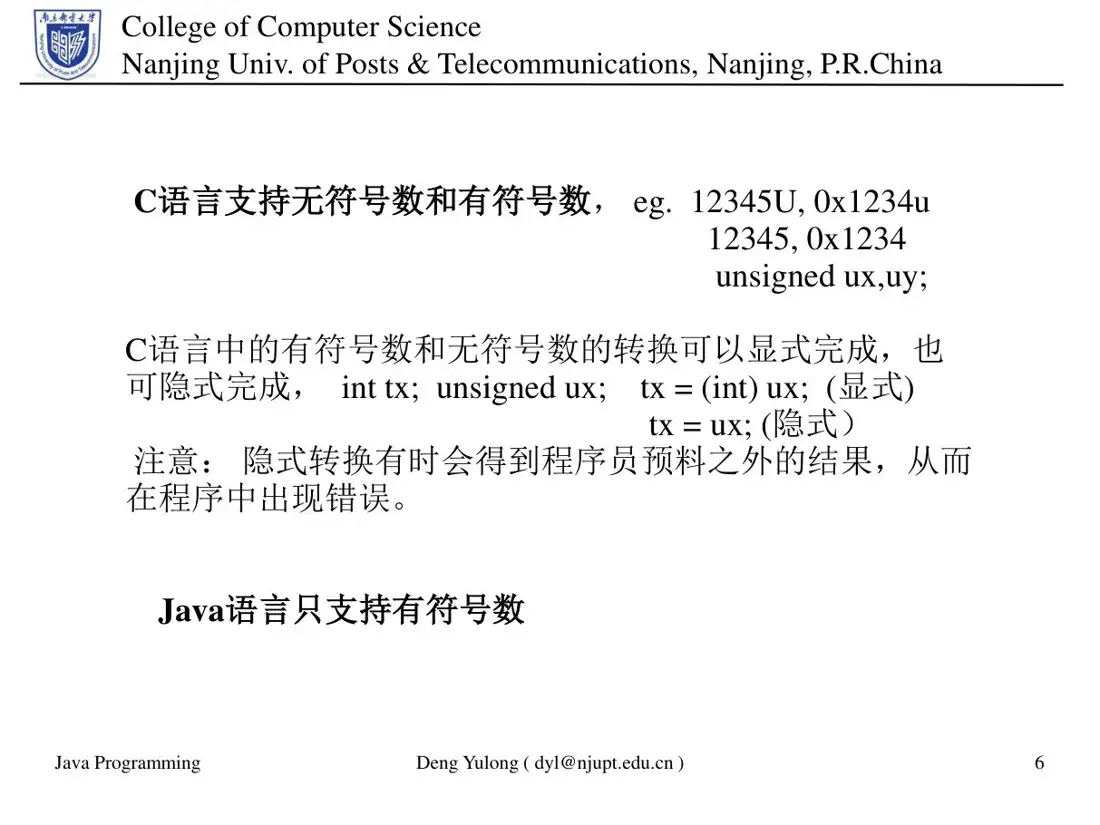 College of Computer Science
Nanjing Univ. of Posts & Telecommunications, Nanjing, P.R.China
C语言支持无符号数和有符号数， eg. 12345U, 0x1234u
12345, 0x1234
unsigned ux,uy;
C语言中的有符号数和无符号数的转换可以显式完成，也
可隐式完成， int tx; unsigned ux; tx = (int) ux; (显式)
tx = ux; (隐式）
注意： 隐式转换有时会得到程序员预料之外的结果，从而
在程序中出现错误。
Java语言只支持有符号数
Java Programming Deng Yulong ( dyl@njupt.edu.cn ) 6